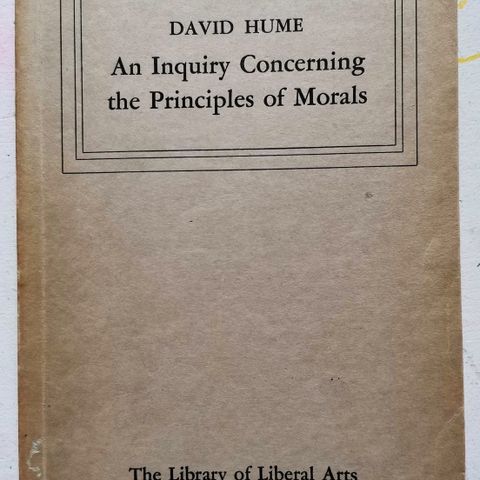 DAVID HUME
An Inquiry Concerning
the Principles of Morals
The Library of Liberal Arts